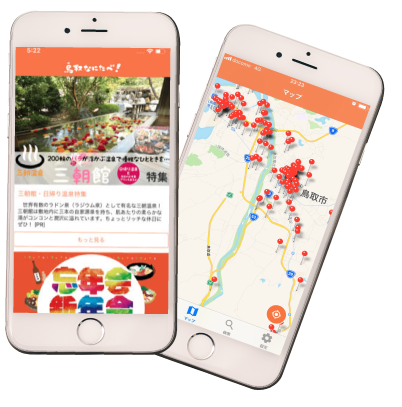 5:22
鳥取なにたべ!
三朝温泉
200輪のバラが浮かぶ温泉で優雅なひととき…
三朝館
特集
三朝館・日帰り温泉特集
世界有数のラドン泉（ラジウム泉）として有名な三朝温泉！
三朝館は館内に三本の自家源泉を持ち、肌あたりの柔らかな
湯がコンコンと贅沢に溢れています。ちょっとリッチな休日に
ぜひ！ [PR]
もっと見る
忘年会
新年会
docomo 4G
23:23
マップ
鳥取市
マップ
検索
設定